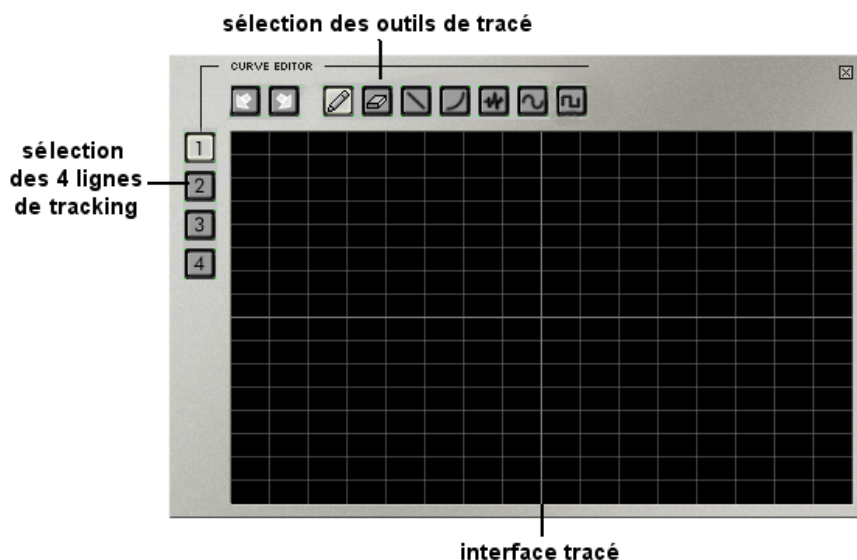 sélection des outils de tracé
CURVE EDITOR
1
sélection
des 4 lignes
de tracking
2
3
4
interface tracé